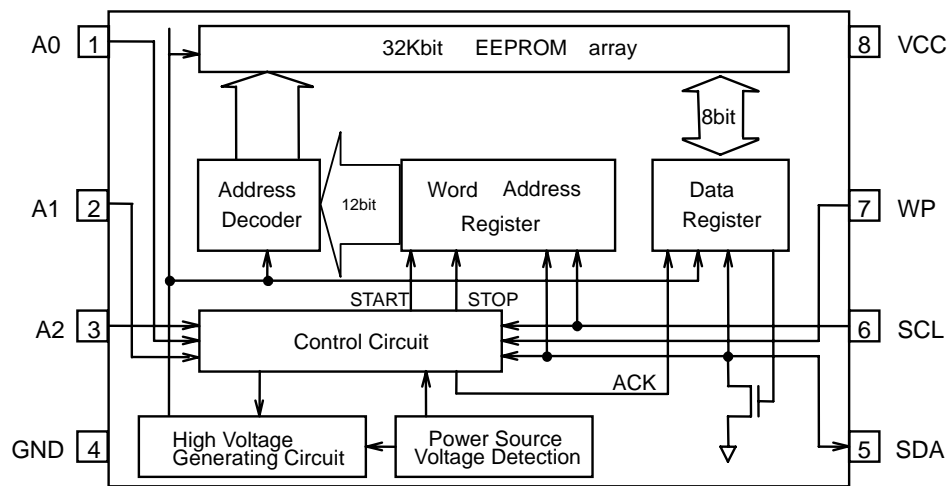 A0 1
32Kbit EEPROM array
8 VCC
8bit
A1 2
Address
Decoder
12bit
Word Address
Register
Data
Register
7 WP
START
STOP
A2 3
Control Circuit
6 SCL
ACK
GND 4
High Voltage
Generating Circuit
Power Source
Voltage Detection
5 SDA